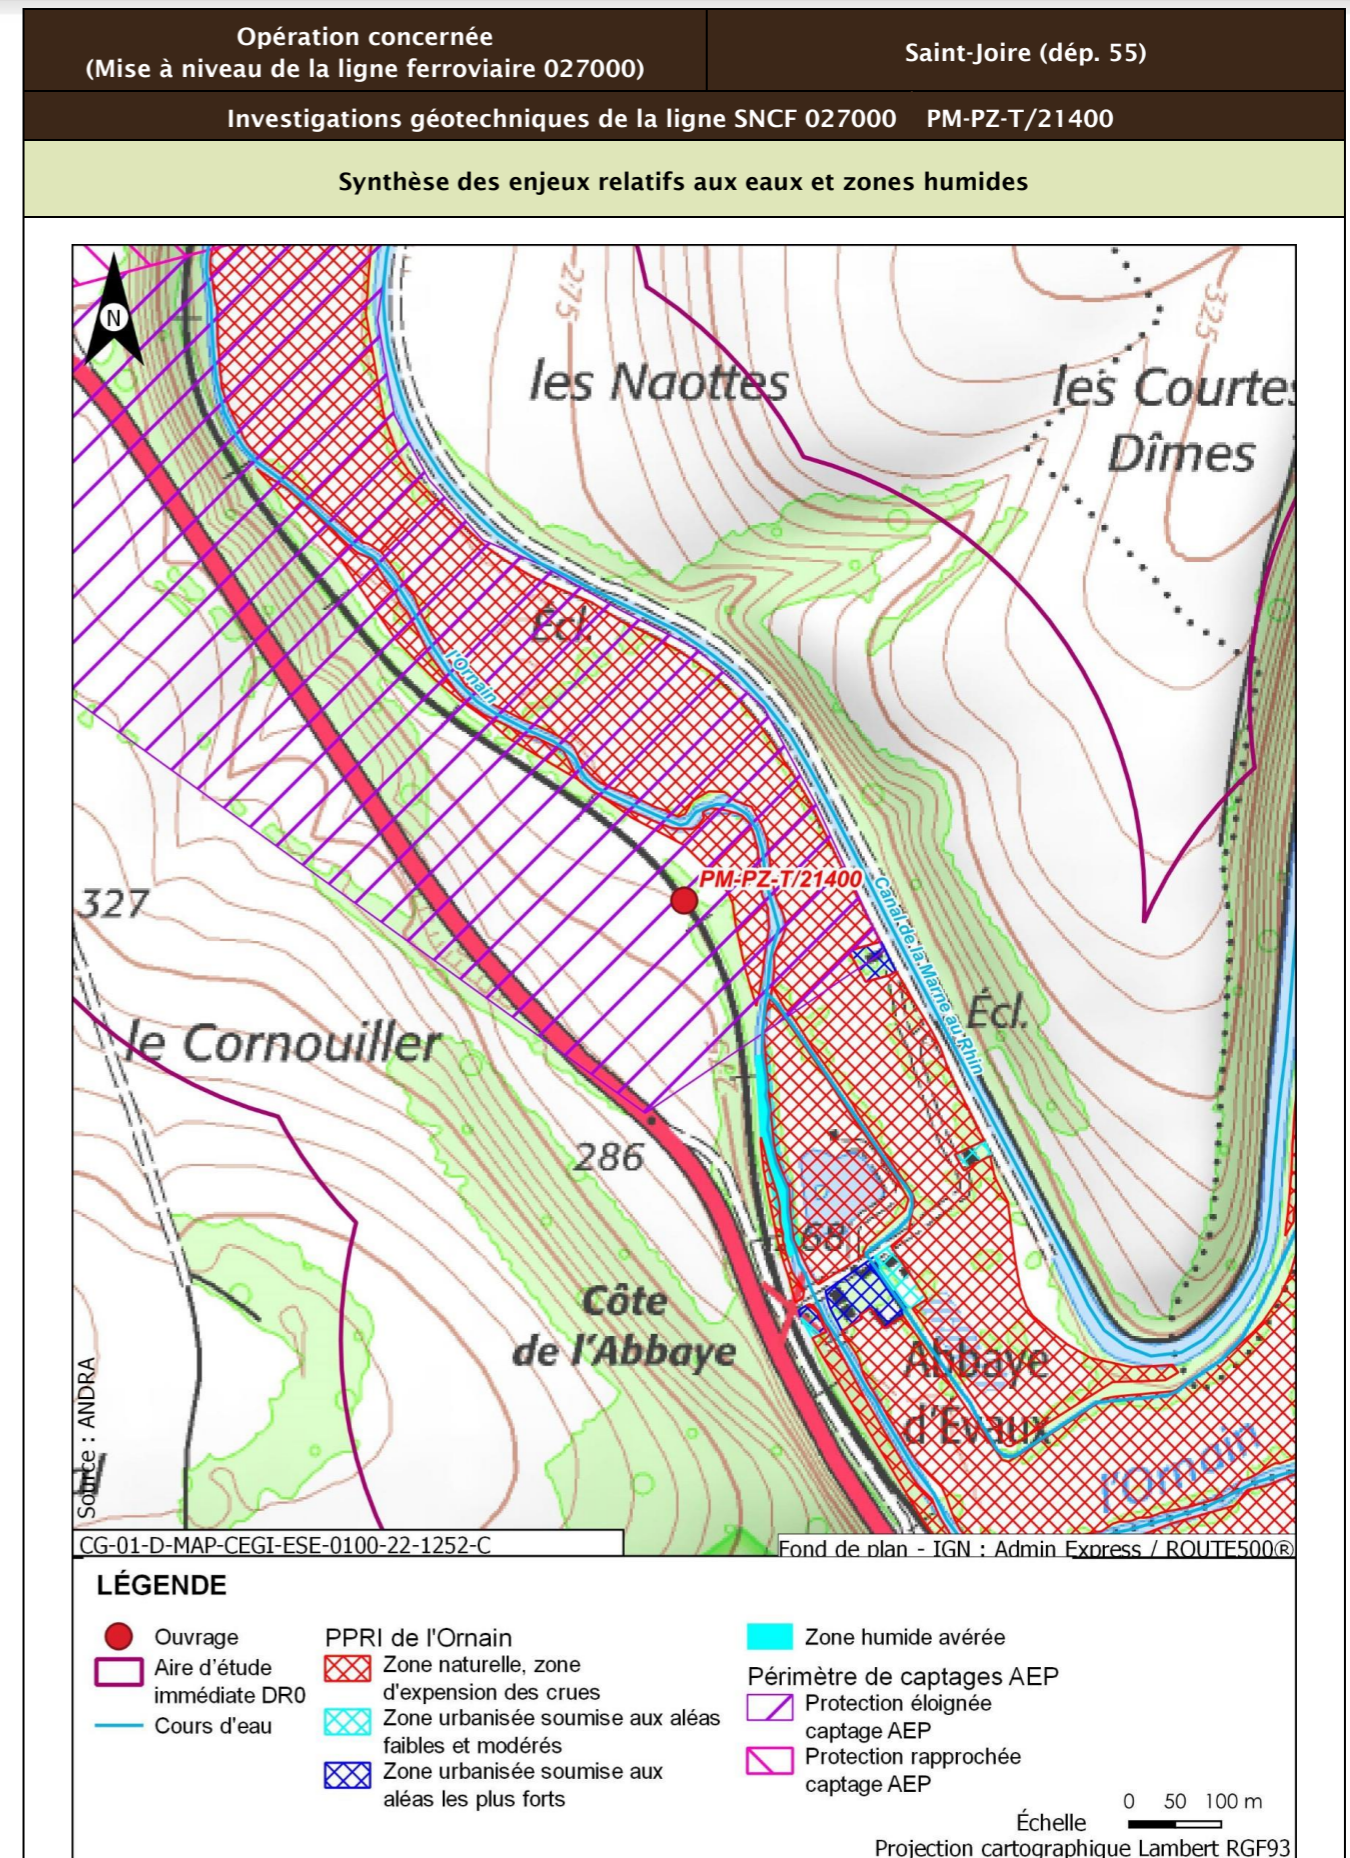 Opération concernée
(Mise à niveau de la ligne ferroviaire 027000)
Saint-Joire (dép. 55)
Investigations géotechniques de la ligne SNCF 027000 PM-PZ-T/21400
Synthèse des enjeux relatifs aux eaux et zones humides
N
275
325
les Naottes
les Courtes
Dîmes
Écl.
l'Ornain
PM-PZ-T/21400
327
Canal de la Marne au Rhin
Écl.
le Cornouiller
286
68
Côte
de l'Abbaye
Abbaye
d'Évaux
l'Ornain
Source : ANDRA
CG-01-D-MAP-CEGI-ESE-0100-22-1252-C
Fond de plan - IGN : Admin Express / ROUTE500®
LÉGENDE
Ouvrage
Aire d'étude
immédiate DR0
Cours d'eau
PPRI de l'Ornain
Zone naturelle, zone
d'expension des crues
Zone urbanisée soumise aux aléas
faibles et modérés
Zone urbanisée soumise aux
aléas les plus forts
Zone humide avérée
Périmètre de captages AEP
Protection éloignée
captage AEP
Protection rapprochée
captage AEP
0 50 100 m
Échelle
Projection cartographique Lambert RGF93